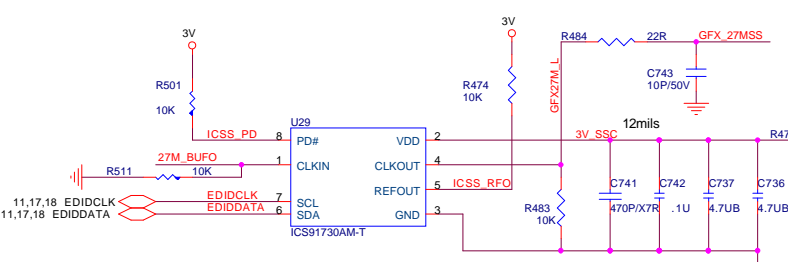 3V
R501
10K
ICSS_PD
27M_BUFO
R511
10K
11,17,18 EDIDCLK
11,17,18 EDIDDATA
EDIDCLK
EDIDDATA
U29
8 PD#
1 CLKIN
7 SCL
6 SDA
VDD 2
CLKOUT 4
REFOUT 5
GND 3
ICS91730AM-T
3V
R474
10K
ICSS_RFO
GFX27M_L
R484
22R
GFX_27MSS
C743
10P/50V
12mils
3V_SSC
R47
R483
10K
C741
470P/X7R
C742
.1U
C737
4.7UB
C736
4.7UB